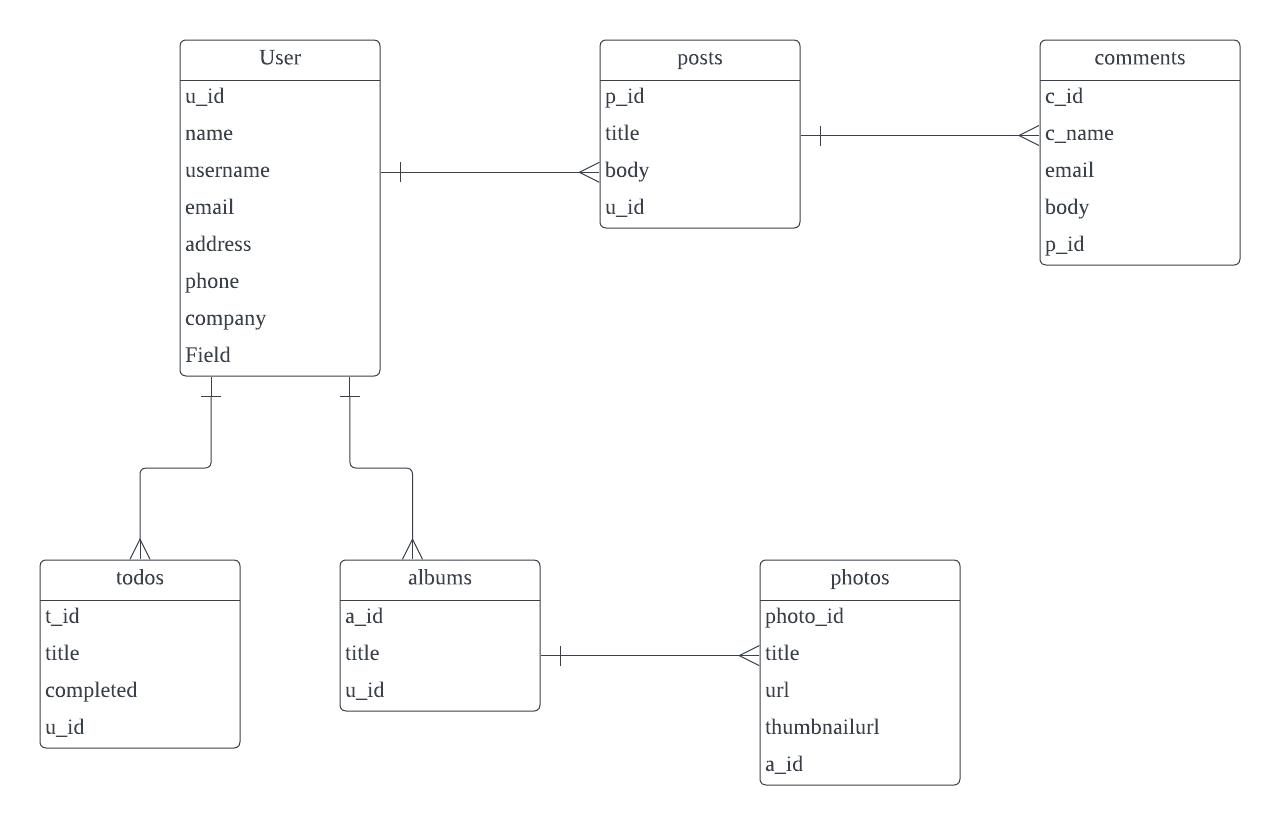 User
u_id
name
username
email
address
phone
company
Field
posts
p_id
title
body
u_id
comments
c_id
c_name
email
body
p_id
todos
t_id
title
completed
u_id
albums
a_id
title
u_id
photos
photo_id
title
url
thumbnailurl
a_id